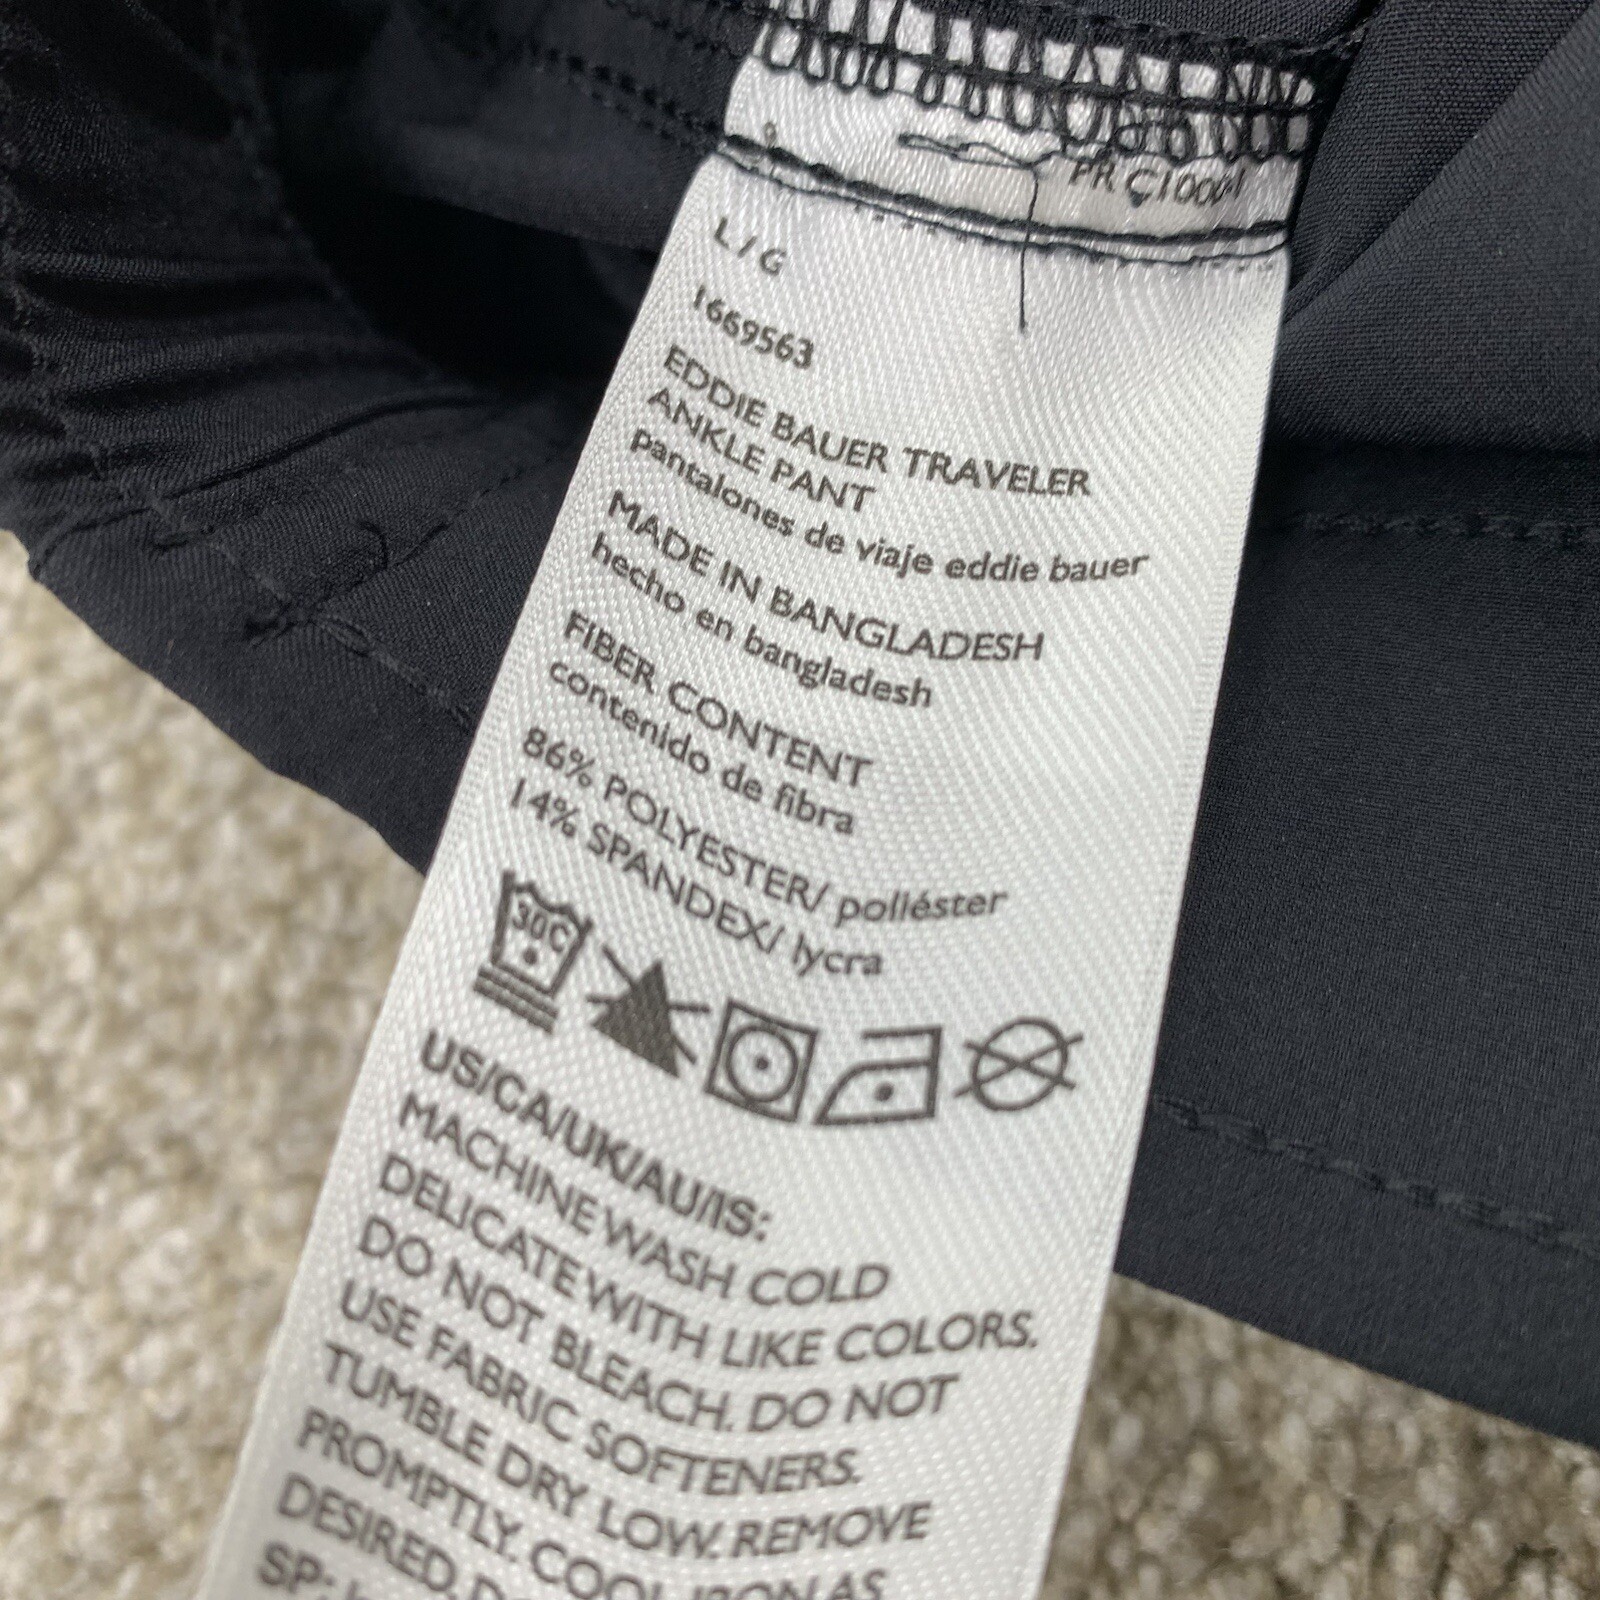 PR C1000-1
L / G
1669563
EDDIE BAUER TRAVELER
ANKLE PANT
pantalones de viaje eddie bauer
MADE IN BANGLADESH
hecho en bangladesh
FIBER CONTENT
contenido de fibra
86% POLYESTER/ poliéster
14% SPANDEX/ lycra
30C
US/CA/UK/AU/IS:
MACHINE WASH COLD
DELICATE WITH LIKE COLORS.
DO NOT BLEACH. DO NOT
USE FABRIC SOFTENERS.
TUMBLE DRY LOW. REMOVE
PROMPTLY. COOL IRON AS
DESIRED.
SP: